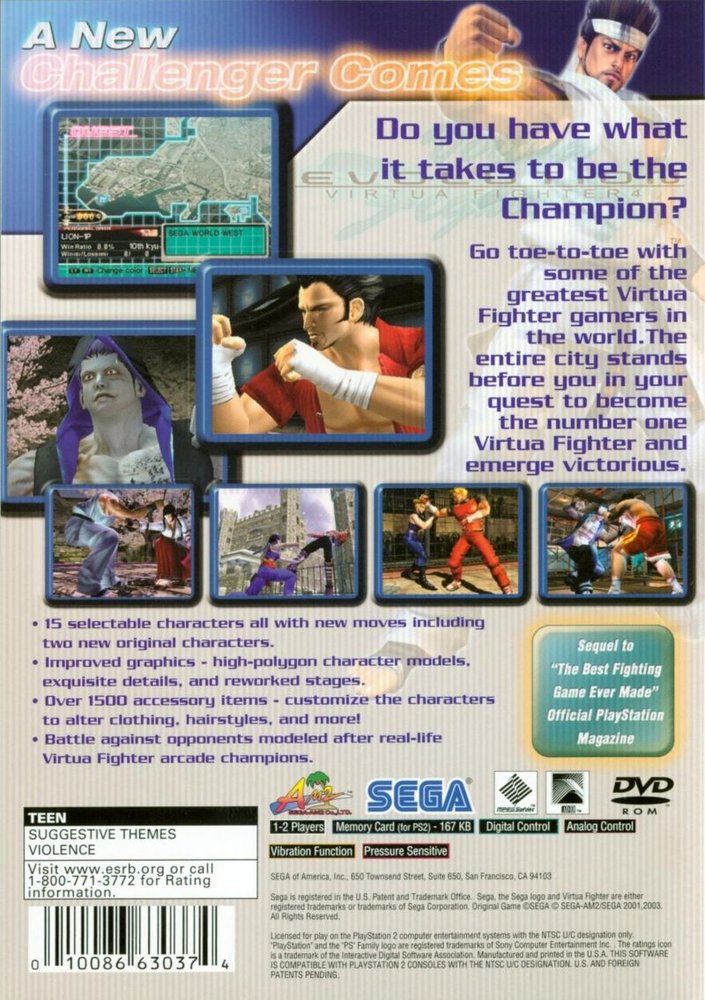 A New
Challenger Comes
Do you have what
it takes to be the
Champion?
EVOLUTION
VIRTUA FIGHTER 4
TM
Go toe-to-toe with
some of the
greatest Virtua
Fighter gamers in
the world.The
entire city stands
before you in your
quest to become
the number one
Virtua Fighter and
emerge victorious.
QUEST
LION-1P
Win Ratio 8.8% 10th kyu
SEGA WORLD WEST
Change color
• 15 selectable characters all with new moves including
two new original characters.
• Improved graphics - high-polygon character models,
exquisite details, and reworked stages.
• Over 1500 accessory items - customize the characters
to alter clothing, hairstyles, and more!
• Battle against opponents modeled after real-life
Virtua Fighter arcade champions.
Sequel to
"The Best Fighting
Game Ever Made"
Official PlayStation
Magazine
AM2
SEGA-AM2 Co.,LTD.
SEGA®
MPEG Sofdec
ADX
DVD
ROM
1-2 Players
Memory Card (for PS2) - 167 KB
Digital Control
Analog Control
Vibration Function
Pressure Sensitive
TEEN
SUGGESTIVE THEMES
VIOLENCE
Visit www.esrb.org or call
1-800-771-3772 for Rating
information.
0 10086 63037 4
SEGA of America, Inc., 650 Townsend Street, Suite 650, San Francisco, CA 94103
Sega is registered in the U.S. Patent and Trademark Office. Sega, the Sega logo and Virtua Fighter are either
registered trademarks or trademarks of Sega Corporation. Original Game ©SEGA © SEGA-AM2/SEGA 2001,2003.
All Rights Reserved.
Licensed for play on the PlayStation 2 computer entertainment systems with the NTSC U/C designation only.
"PlayStation" and the "PS" Family logo are registered trademarks of Sony Computer Entertainment Inc. . The ratings icon
is a trademark of the Interactive Digital Software Association. Manufactured and printed in the U.S.A. THIS SOFTWARE
IS COMPATIBLE WITH PLAYSTATION 2 CONSOLES WITH THE NTSC U/C DESIGNATION. U.S. AND FOREIGN
PATENTS PENDING.